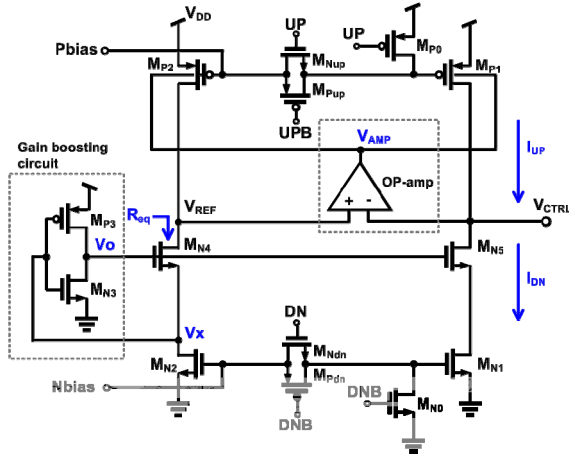 VDD
UP
Pbias
UP
MP0
MP2
MNup
MP1
MPup
UPB
VAMP
IUP
Gain boosting
circuit
OP-amp
+ -
VREF
VCTRL
MP3
Req
Vo
MN4
MN5
MN3
IDN
DN
Vx
MNdn
MN2
MPdn
MN1
Nbias
DNB
MN0
DNB